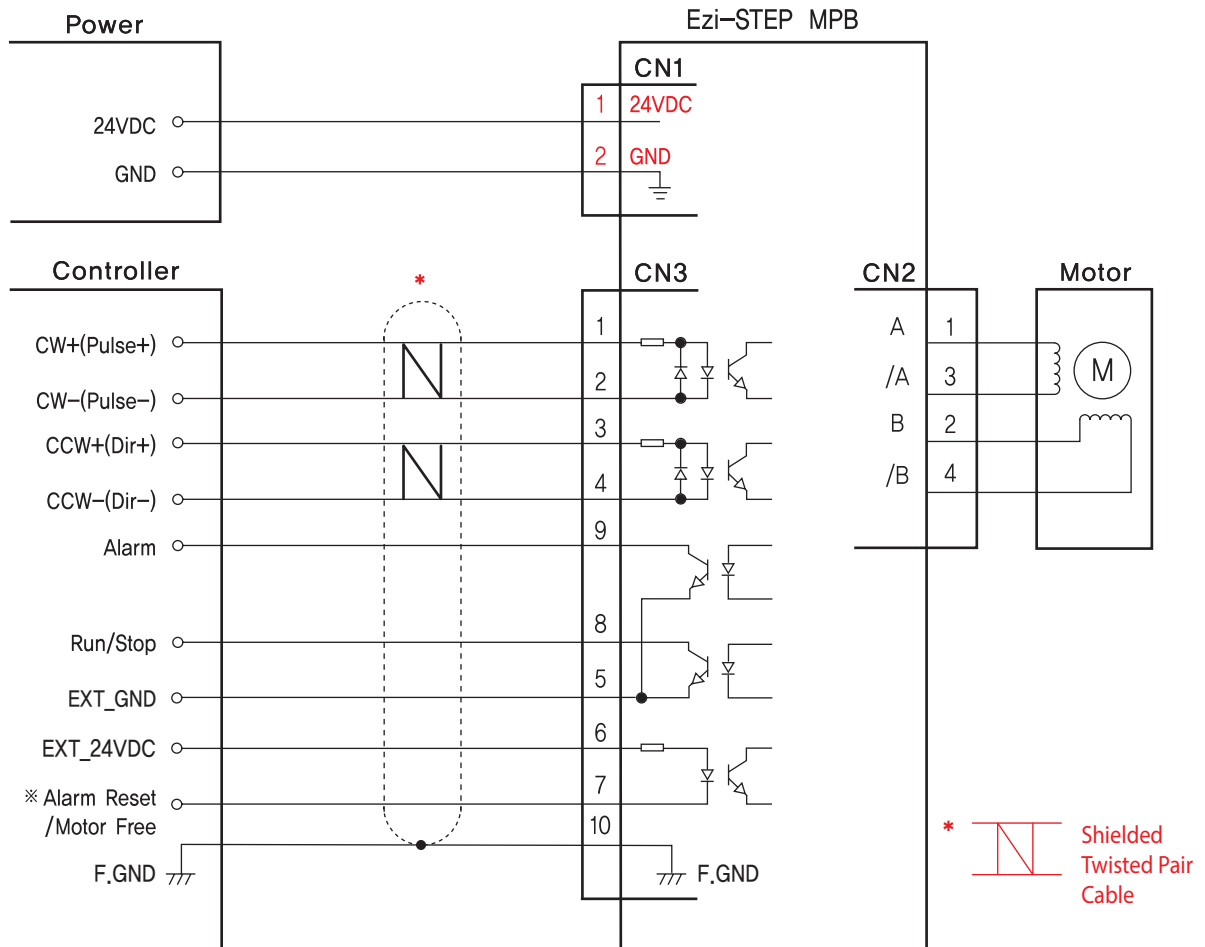 Ezi-STEP MPB
Power
CN1
1 24VDC
24VDC
2 GND
GND
Controller
*
CN3
CN2
Motor
CW+(Pulse+)
1
A 1
M
CW-(Pulse-)
2
/A 3
CCW+(Dir+)
3
B 2
CCW-(Dir-)
4
/B 4
Alarm
9
Run/Stop
8
EXT_GND
5
EXT_24VDC
6
※ Alarm Reset
/Motor Free
7
10
F.GND
F.GND
* Shielded
Twisted Pair
Cable